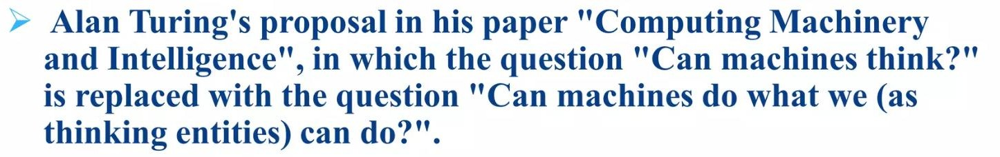 Alan Turing's proposal in his paper "Computing Machinery
and Intelligence", in which the question "Can machines think?"
is replaced with the question "Can machines do what we (as
thinking entities) can do?".